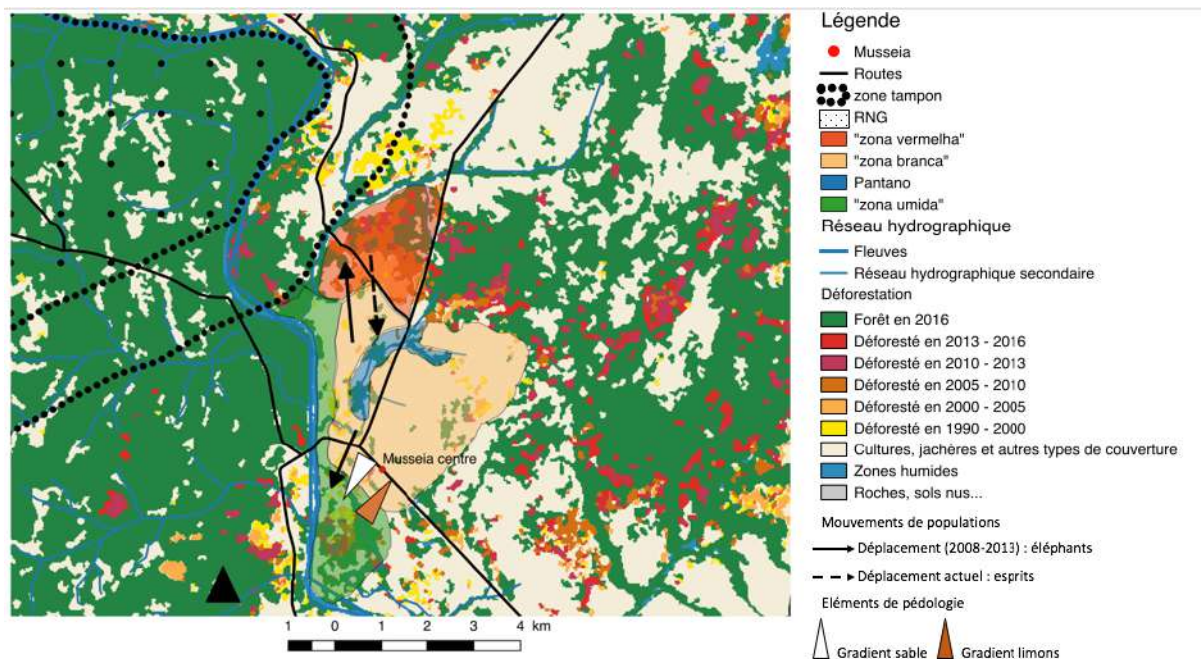 Musseia centre
1 0 1 2 3 4 km
Légende
Musseia
Routes
zone tampon
RNG
"zona vermelha"
"zona branca"
Pantano
"zona umida"
Réseau hydrographique
Fleuves
Réseau hydrographique secondaire
Déforestation
Forêt en 2016
Déforesté en 2013 - 2016
Déforesté en 2010 - 2013
Déforesté en 2005 - 2010
Déforesté en 2000 - 2005
Déforesté en 1990 - 2000
Cultures, jachères et autres types de couverture
Zones humides
Roches, sols nus...
Mouvements de populations
Déplacement (2008-2013) : éléphants
Déplacement actuel : esprits
Eléments de pédologie
Gradient sable Gradient limons